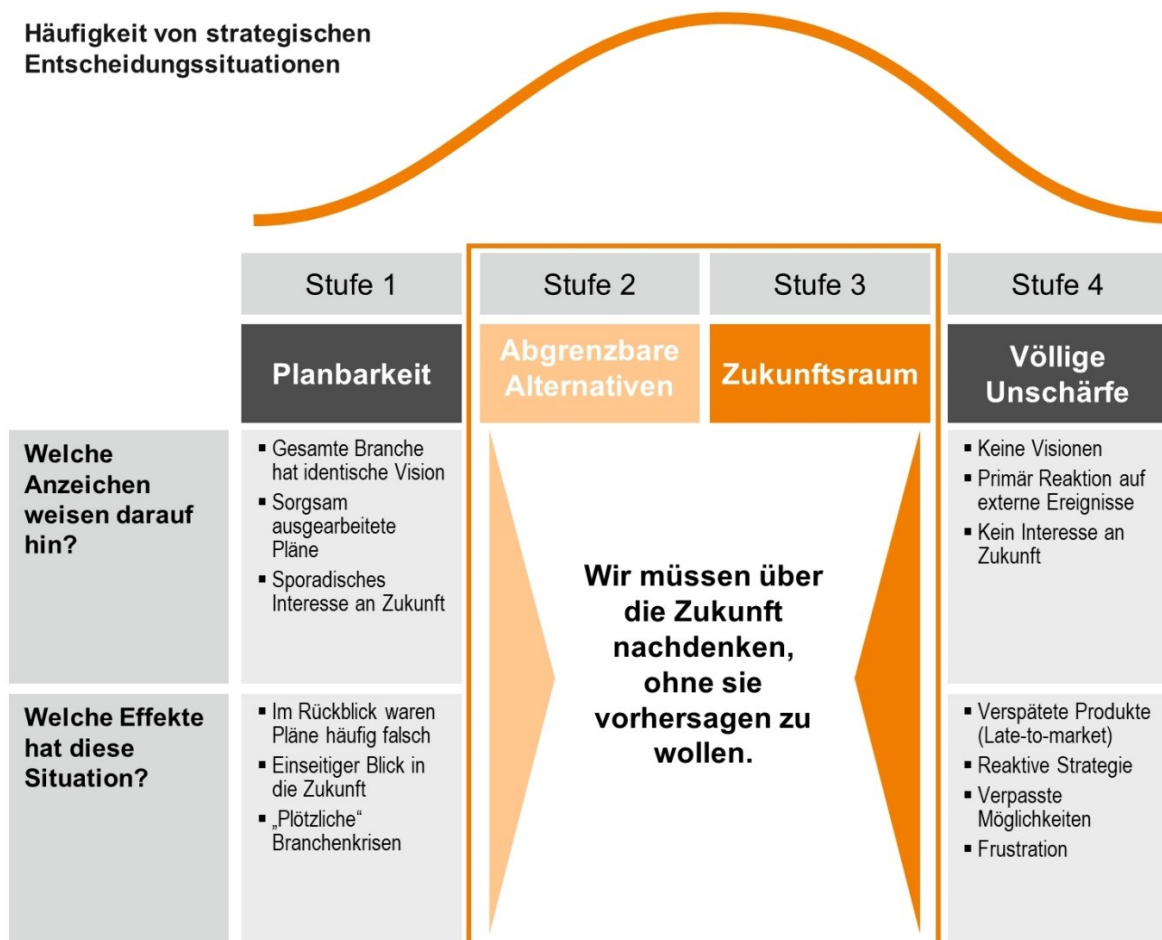 Häufigkeit von strategischen
Entscheidungssituationen
Stufe 1
Stufe 2
Stufe 3
Stufe 4
Planbarkeit
Abgrenzbare
Alternativen
Zukunftsraum
Völlige
Unschärfe
Welche
Anzeichen
weisen darauf
hin?
▪ Gesamte Branche
hat identische Vision
▪ Sorgsam
ausgearbeitete
Pläne
▪ Sporadisches
Interesse an Zukunft
Wir müssen über
die Zukunft
nachdenken,
ohne sie
vorhersagen zu
wollen.
▪ Keine Visionen
▪ Primär Reaktion auf
externe Ereignisse
▪ Kein Interesse an
Zukunft
Welche Effekte
hat diese
Situation?
▪ Im Rückblick waren
Pläne häufig falsch
▪ Einseitiger Blick in
die Zukunft
▪ „Plötzliche“
Branchenkrisen
▪ Verspätete Produkte
(Late-to-market)
▪ Reaktive Strategie
▪ Verpasste
Möglichkeiten
▪ Frustration